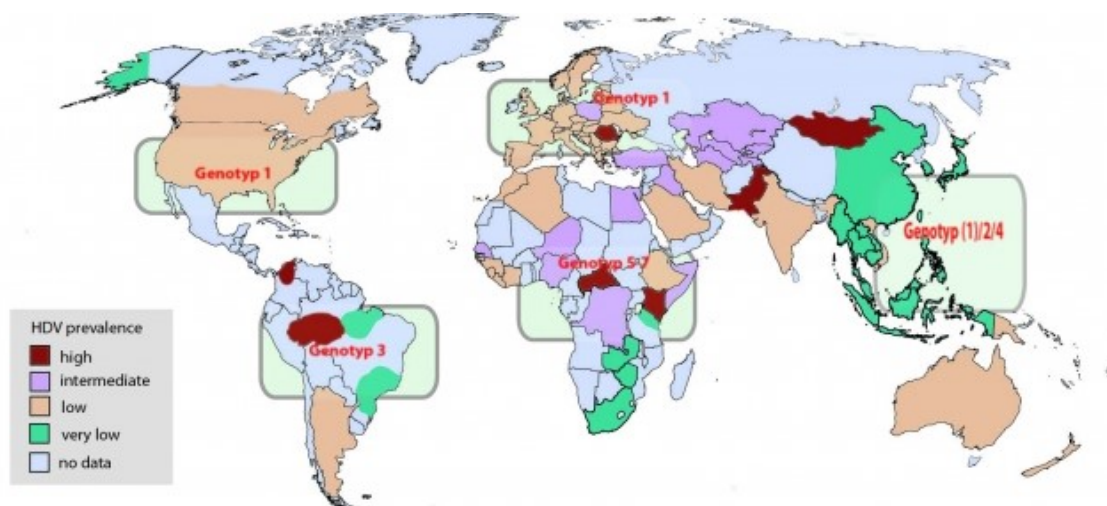 Genotyp 1
Genotyp 1
Genotyp (1)/2/4
Genotyp 5-7
Genotyp 3
HDV prevalence
high
intermediate
low
very low
no data